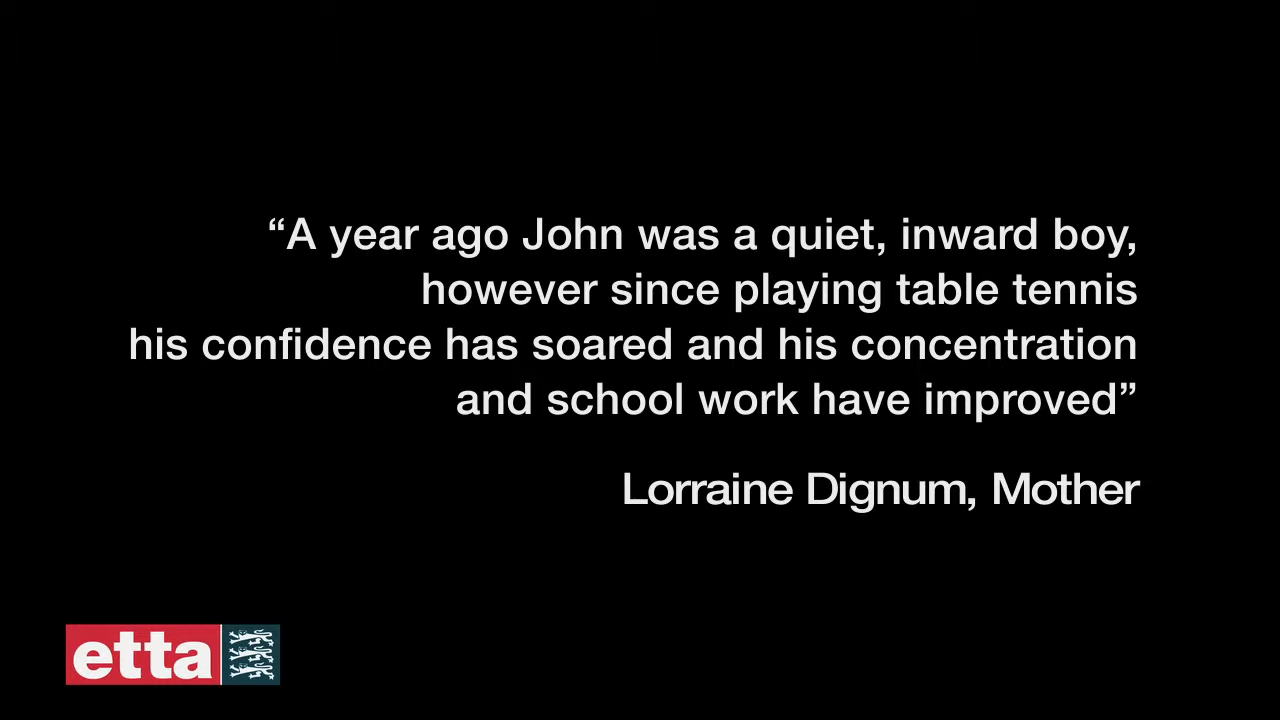 “A year ago John was a quiet, inward boy,
however since playing table tennis
his confidence has soared and his concentration
and school work have improved”
Lorraine Dignum, Mother
etta